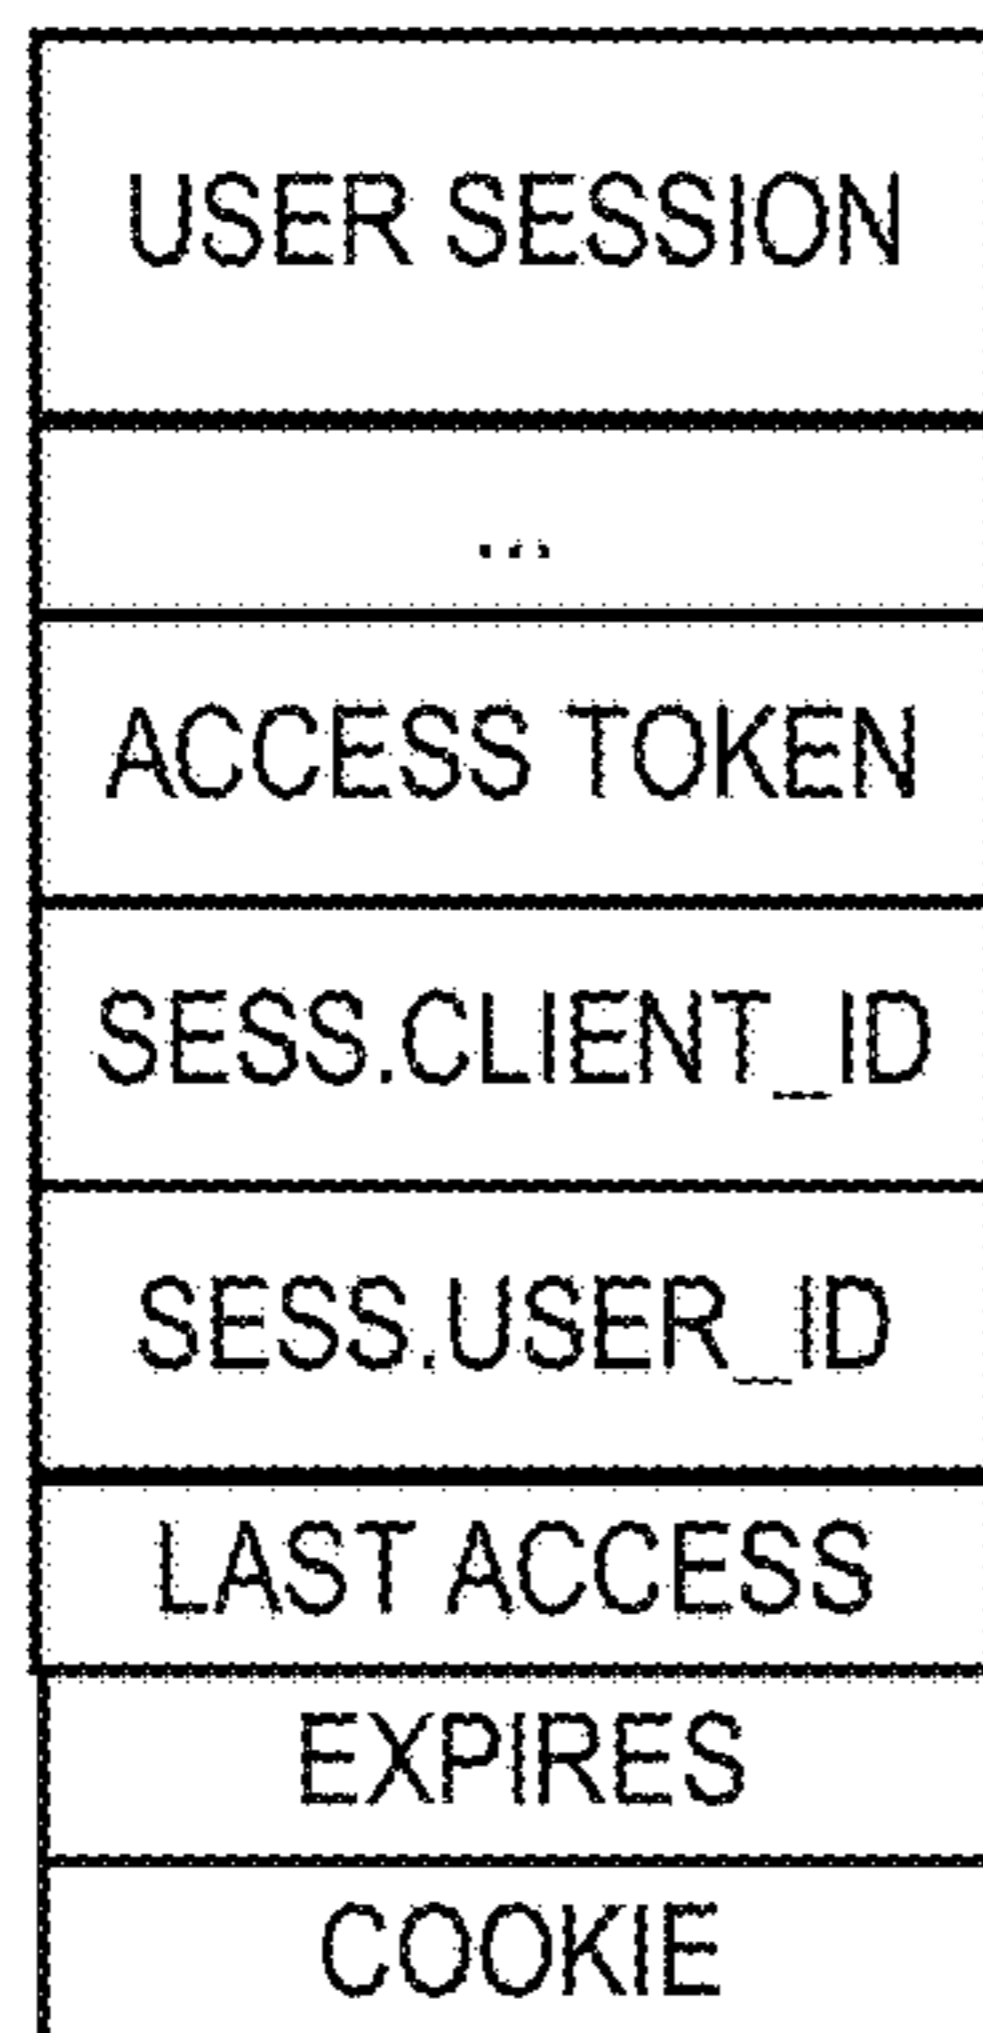 USER SESSION
...
ACCESS TOKEN
SESS.CLIENT_ID
SESS.USER_ID
LAST ACCESS
EXPIRES
COOKIE